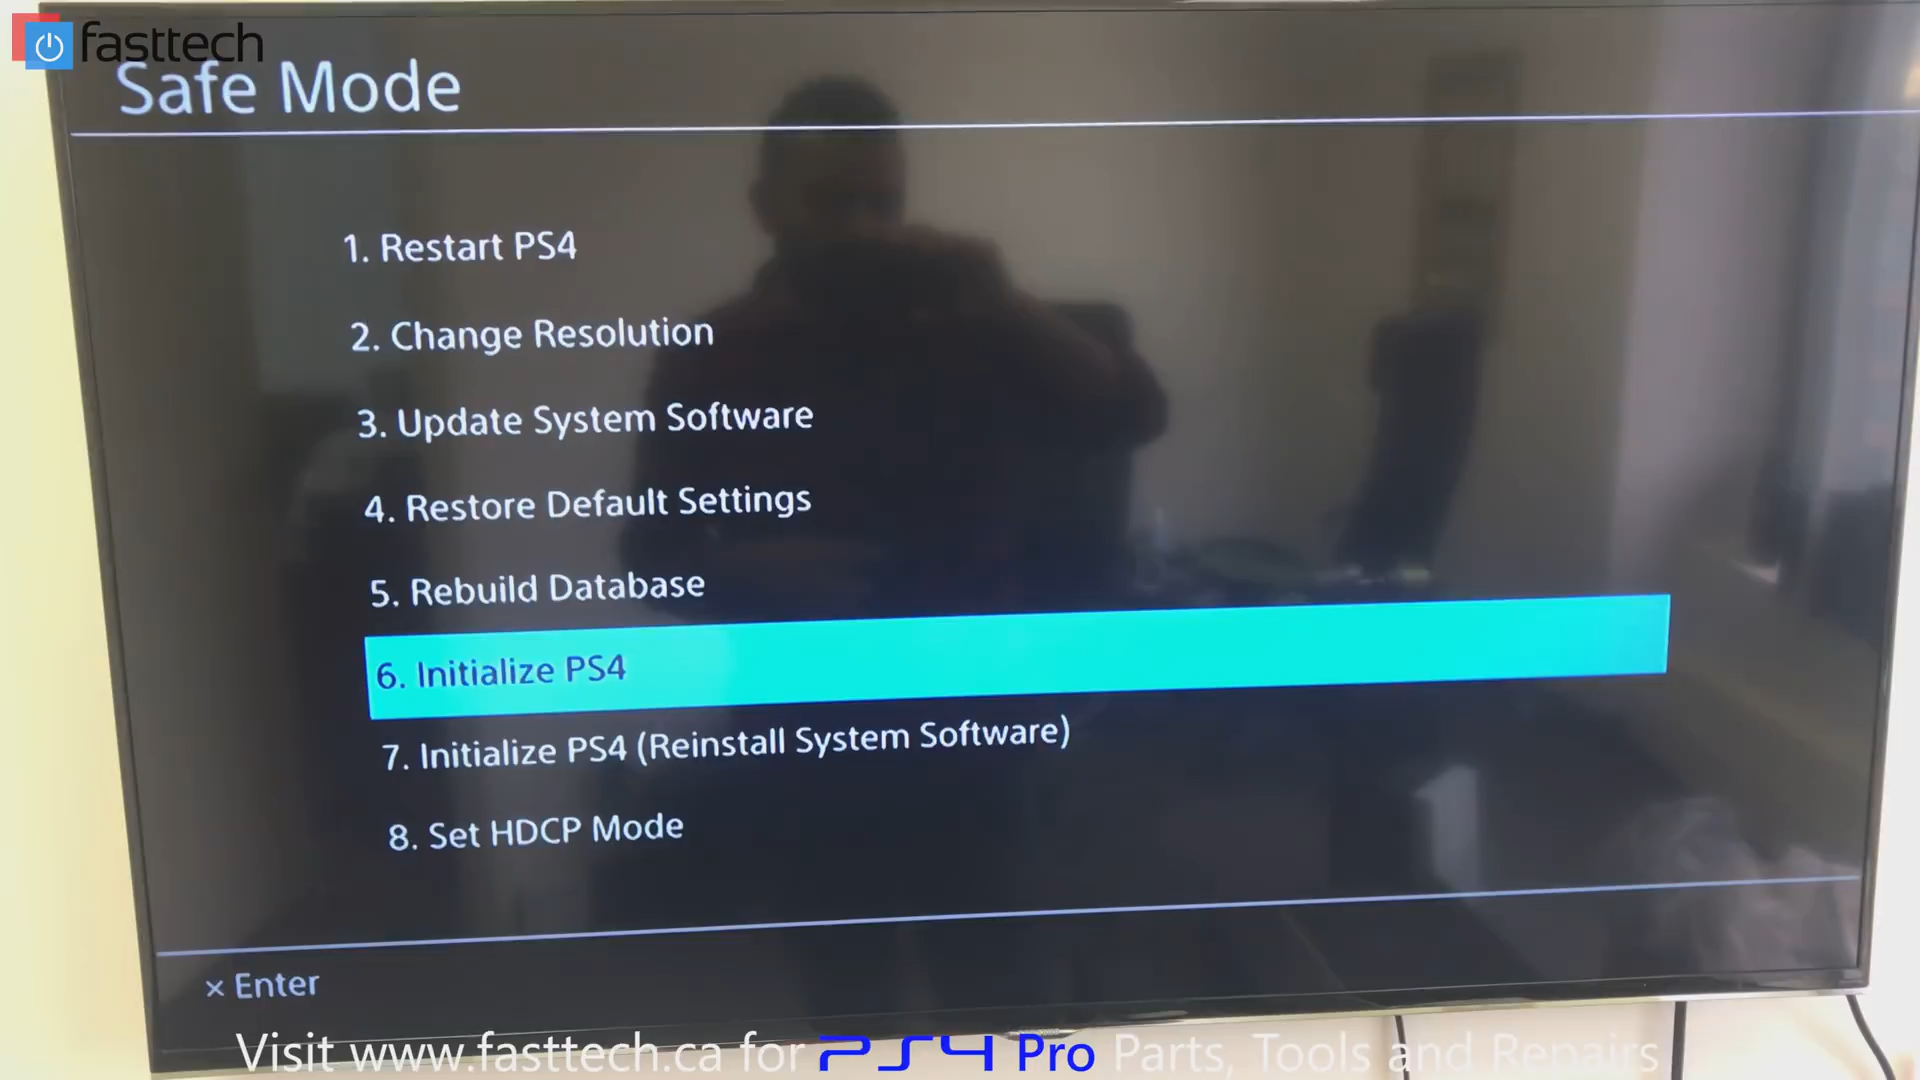 fasttech
Safe Mode
1. Restart PS4
2. Change Resolution
3. Update System Software
4. Restore Default Settings
5. Rebuild Database
6. Initialize PS4
7. Initialize PS4 (Reinstall System Software)
8. Set HDCP Mode
× Enter
Visit www.fasttech.ca for PS4 Pro Parts, Tools and Repairs